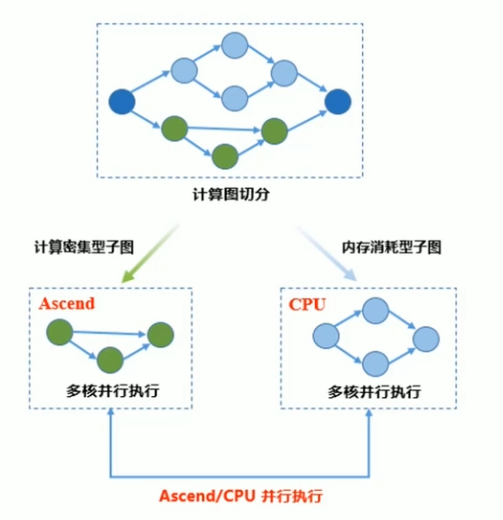 计算图切分
计算密集型子图
内存消耗型子图
Ascend
多核并行执行
CPU
多核并行执行
Ascend/CPU 并行执行